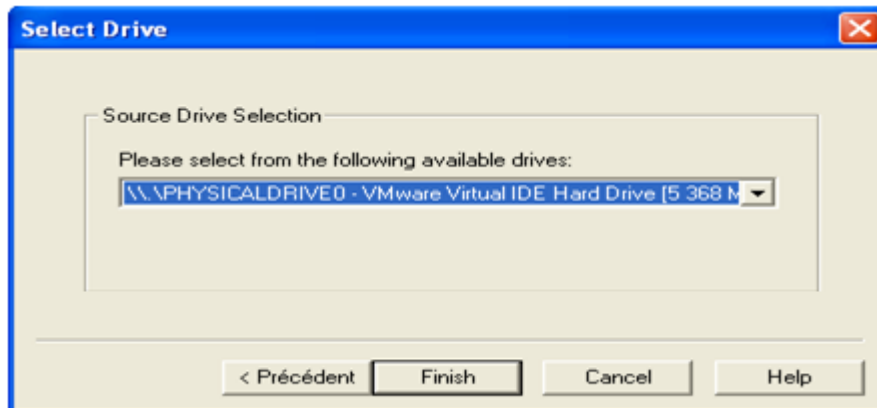 Select Drive
Source Drive Selection
Please select from the following available drives:
\\.\PHYSICALDRIVE0 - VMware Virtual IDE Hard Drive [5 368 M
< Précédent Finish Cancel Help